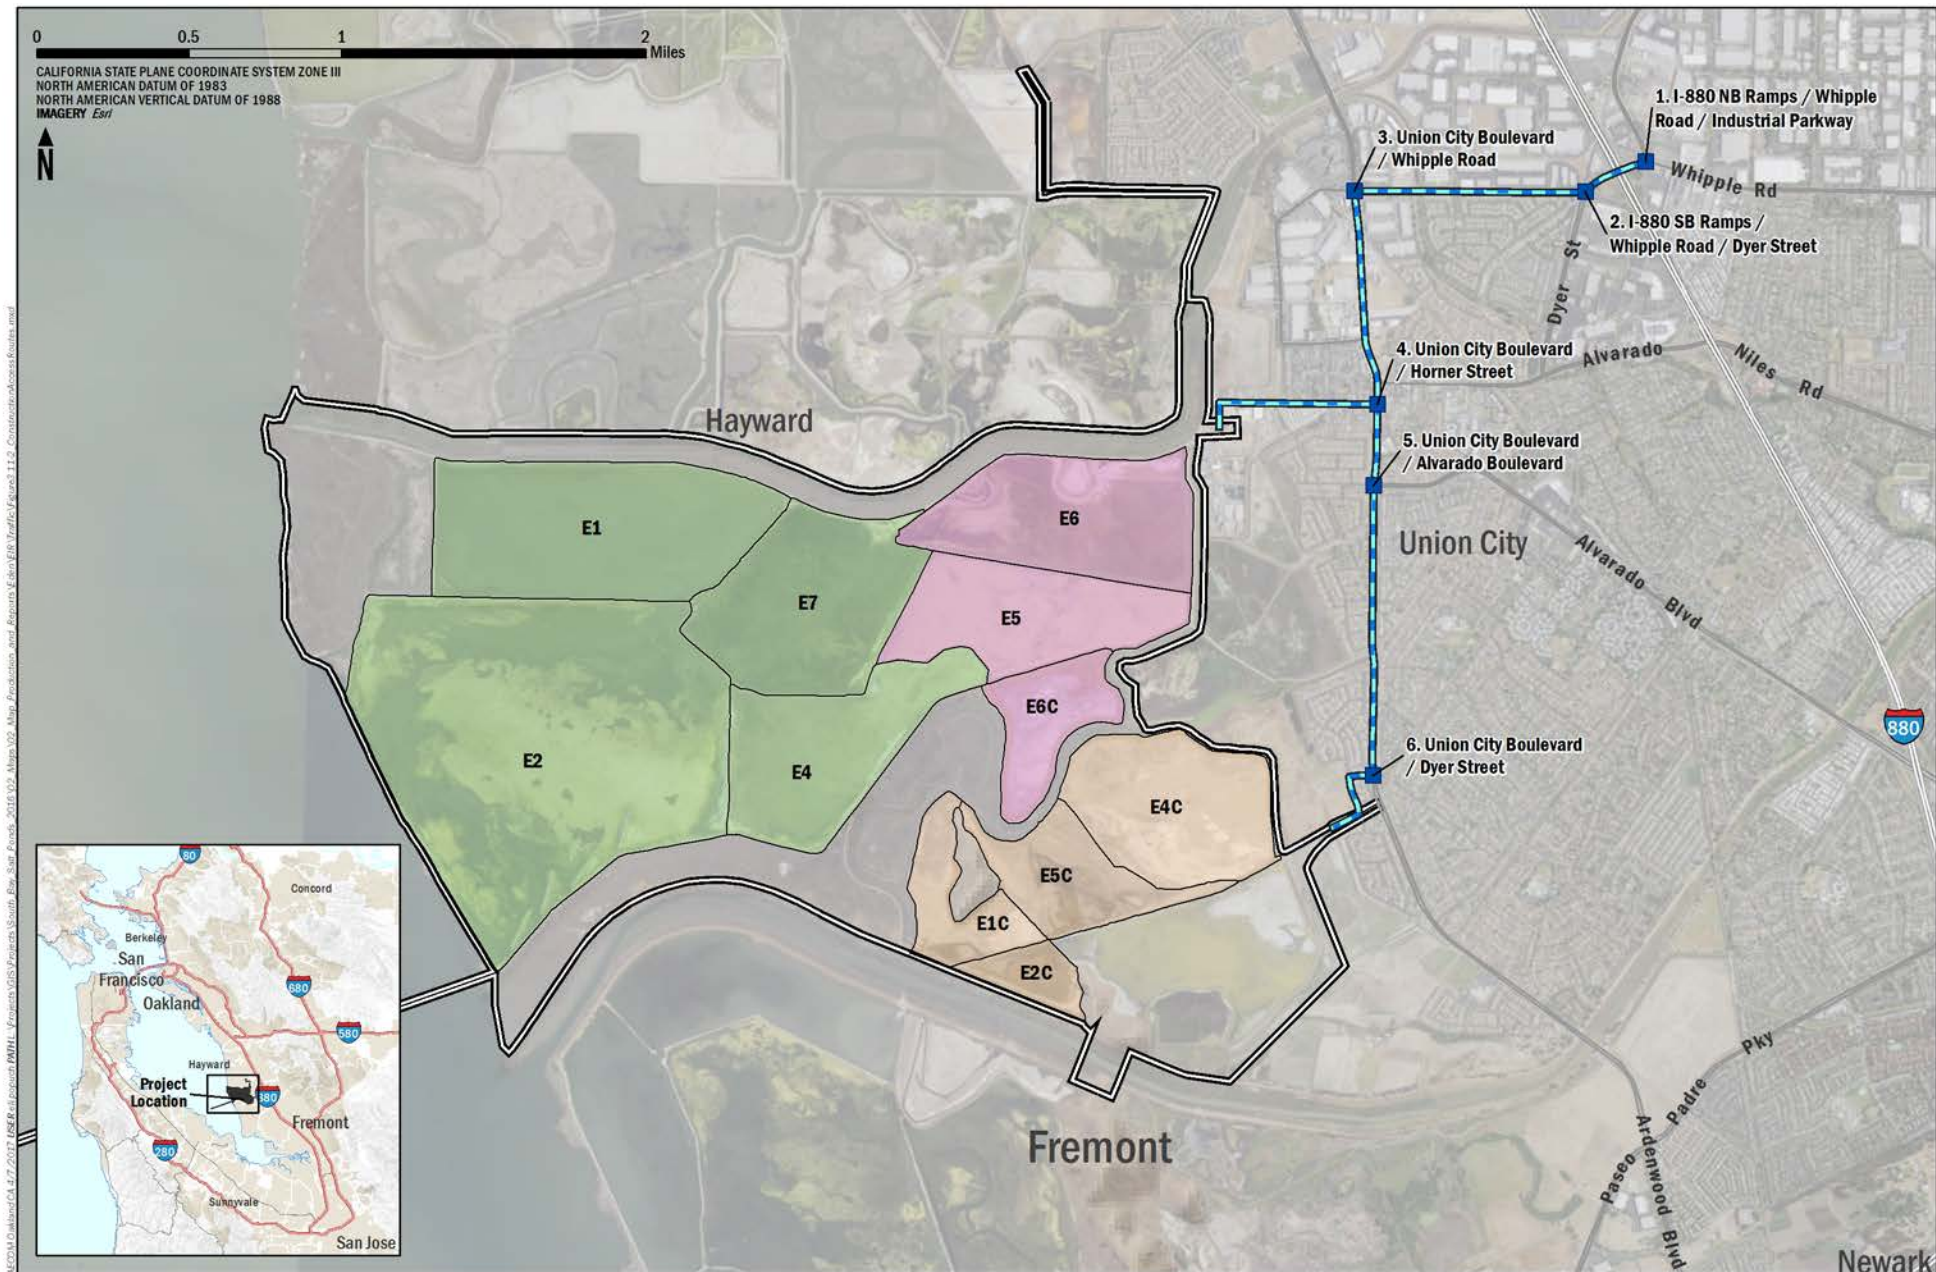 0 0.5 1 2
Miles
CALIFORNIA STATE PLANE COORDINATE SYSTEM ZONE III
NORTH AMERICAN DATUM OF 1983
NORTH AMERICAN VERTICAL DATUM OF 1988
IMAGERY Esri
N
1. I-880 NB Ramps / Whipple
Road / Industrial Parkway
3. Union City Boulevard
/ Whipple Road
Whipple Rd
2. I-880 SB Ramps /
Whipple Road / Dyer Street
Dyer St
4. Union City Boulevard
/ Horner Street
Alvarado
Niles Rd
Hayward
5. Union City Boulevard
/ Alvarado Boulevard
E1
E6
Union City
Alvarado Blvd
E7
E5
E6C
880
E2
E4
6. Union City Boulevard
/ Dyer Street
E4C
E5C
E1C
E2C
Paseo Padre Pky
Ardenwood Blvd
Fremont
Newark
80
Concord
Berkeley
San
Francisco
Oakland
680
580
Hayward
Project
Location
880
Fremont
280
Sunnyvale
San Jose